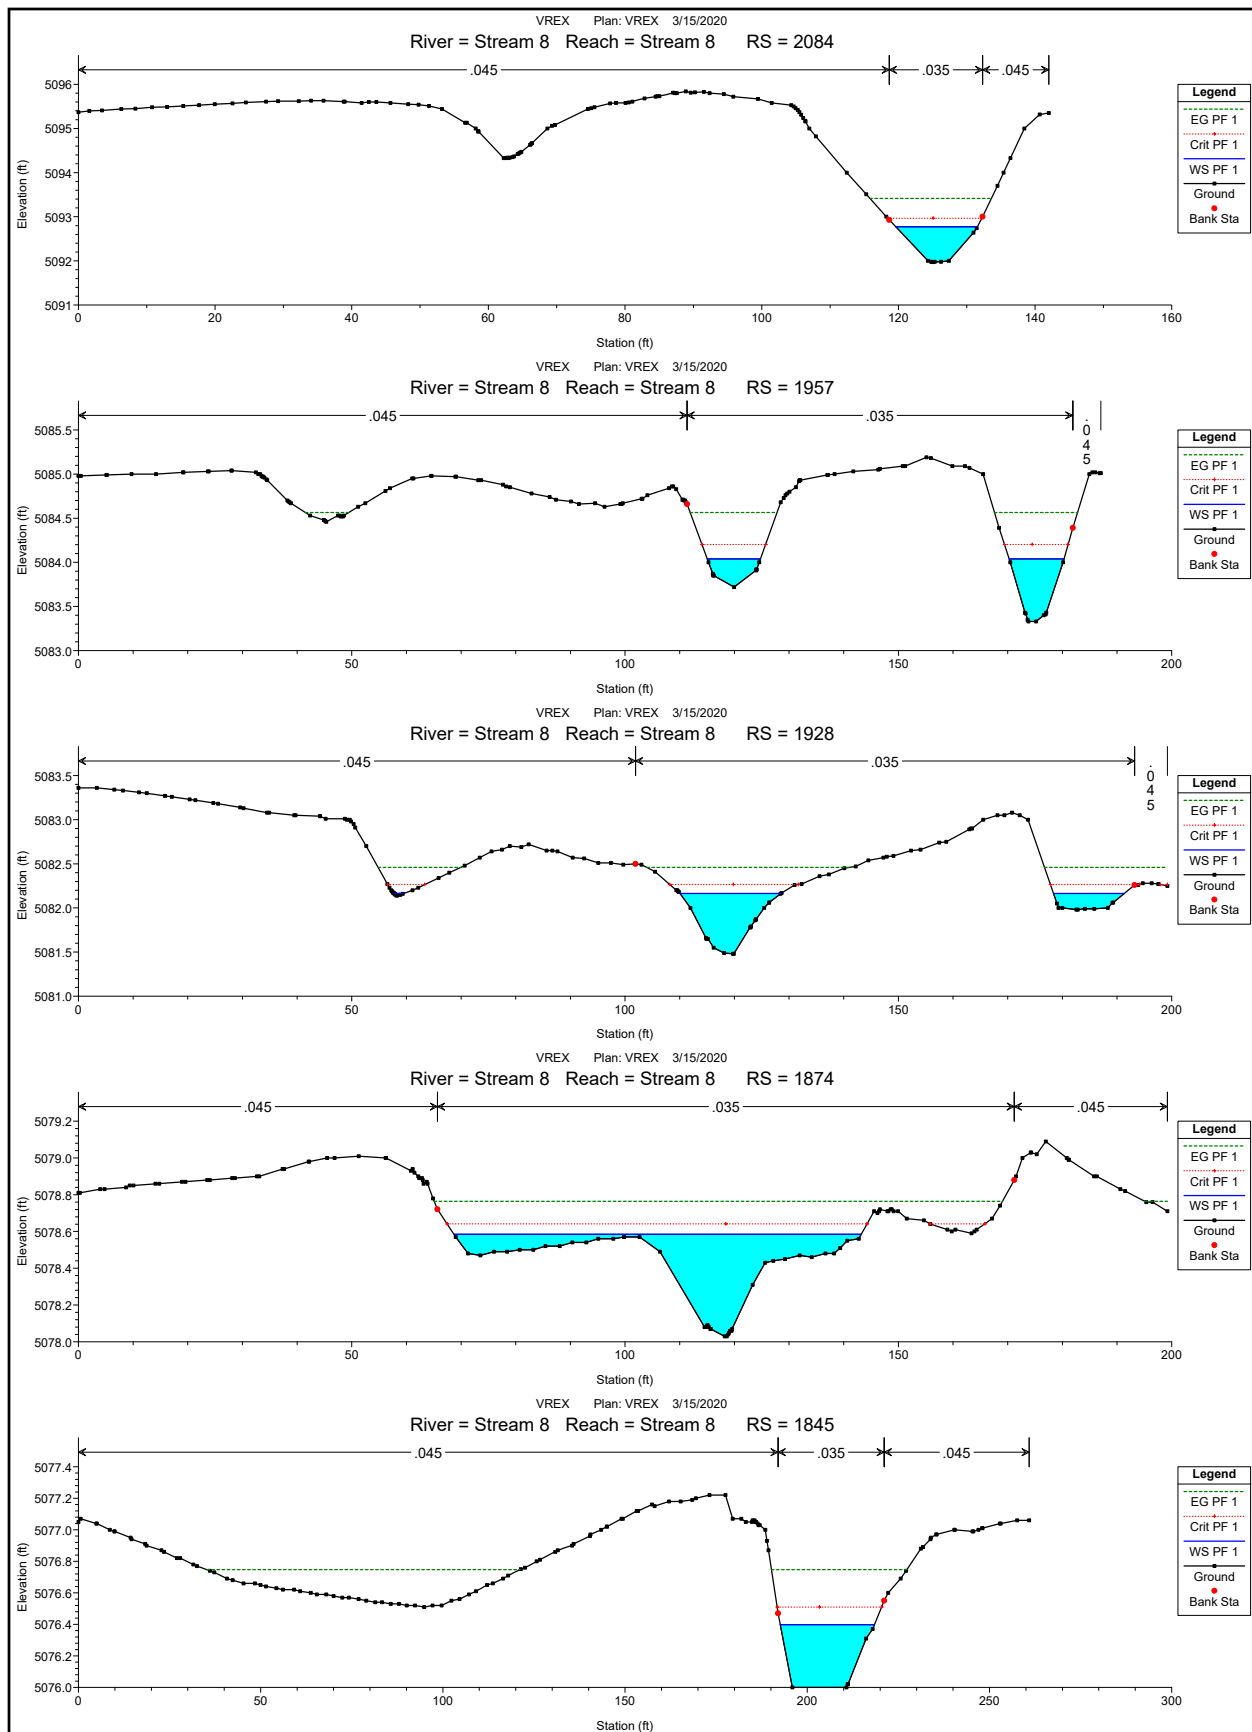 VREX Plan: VREX 3/15/2020
River = Stream 8 Reach = Stream 8 RS = 2084
.045 .035 .045
5096
5095
5094
5093
5092
5091
Elevation (ft)
0 20 40 60 80 100 120 140 160
Station (ft)
Legend
EG PF 1
Crit PF 1
WS PF 1
Ground
Bank Sta
VREX Plan: VREX 3/15/2020
River = Stream 8 Reach = Stream 8 RS = 1957
.045 .035 .045
5085.5
5085.0
5084.5
5084.0
5083.5
5083.0
Elevation (ft)
0 50 100 150 200
Station (ft)
Legend
EG PF 1
Crit PF 1
WS PF 1
Ground
Bank Sta
VREX Plan: VREX 3/15/2020
River = Stream 8 Reach = Stream 8 RS = 1928
.045 .035 .045
5083.5
5083.0
5082.5
5082.0
5081.5
5081.0
Elevation (ft)
0 50 100 150 200
Station (ft)
Legend
EG PF 1
Crit PF 1
WS PF 1
Ground
Bank Sta
VREX Plan: VREX 3/15/2020
River = Stream 8 Reach = Stream 8 RS = 1874
.045 .035 .045
5079.2
5079.0
5078.8
5078.6
5078.4
5078.2
5078.0
Elevation (ft)
0 50 100 150 200
Station (ft)
Legend
EG PF 1
Crit PF 1
WS PF 1
Ground
Bank Sta
VREX Plan: VREX 3/15/2020
River = Stream 8 Reach = Stream 8 RS = 1845
.045 .035 .045
5077.4
5077.2
5077.0
5076.8
5076.6
5076.4
5076.2
5076.0
Elevation (ft)
0 50 100 150 200 250 300
Station (ft)
Legend
EG PF 1
Crit PF 1
WS PF 1
Ground
Bank Sta